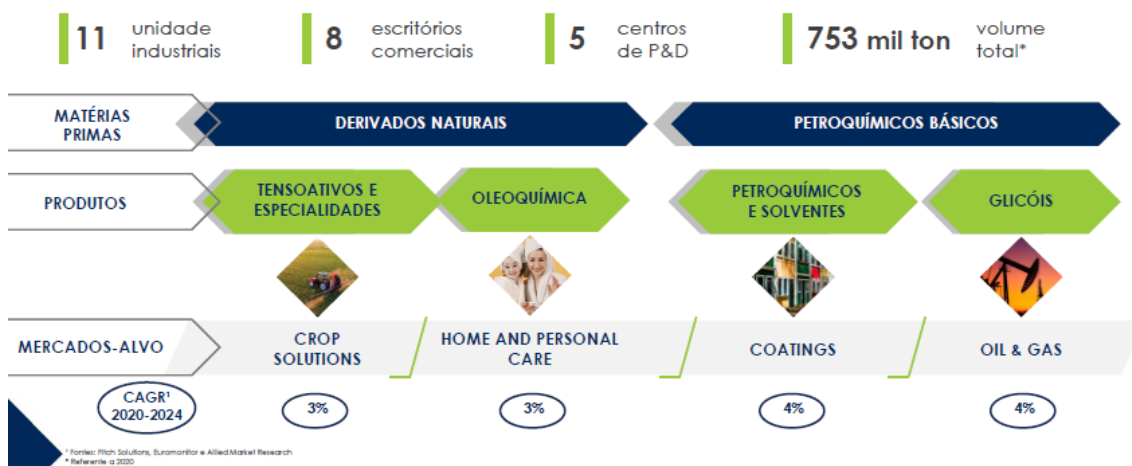 11 unidade industriais
8 escritórios comerciais
5 centros de P&D
753 mil ton volume total*
MATÉRIAS
PRIMAS
DERIVADOS NATURAIS
PETROQUÍMICOS BÁSICOS
PRODUTOS
TENSOATIVOS E
ESPECIALIDADES
OLEOQUÍMICA
PETROQUÍMICOS
E SOLVENTES
GLICÓIS
MERCADOS-ALVO
CROP
SOLUTIONS
HOME AND PERSONAL
CARE
COATINGS
OIL & GAS
CAGR¹
2020-2024
3%
3%
4%
4%
¹ Fontes: Fitch Solutions, Euromonitor e Allied Market Research
* Referente a 2020